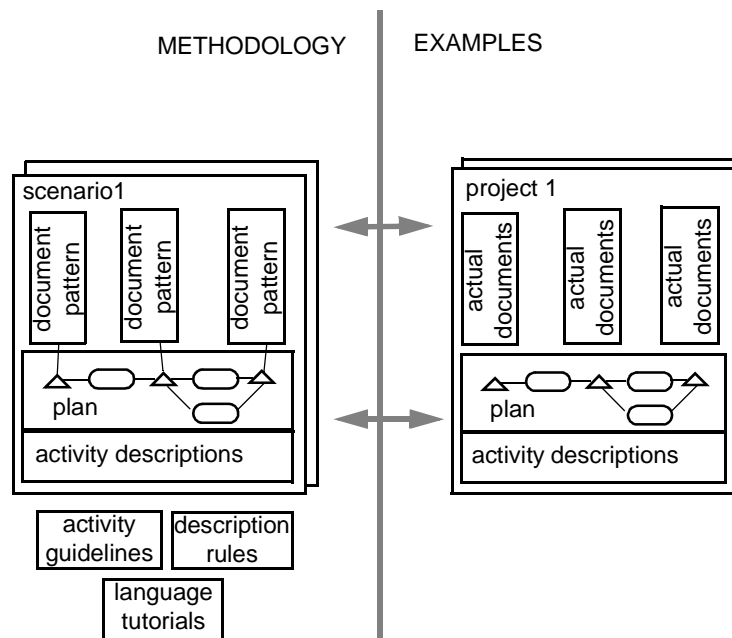 METHODOLOGY
EXAMPLES
scenario1
document
pattern
document
pattern
document
pattern
plan
activity descriptions
activity
guidelines
description
rules
language
tutorials
project 1
actual
documents
actual
documents
actual
documents
plan
activity descriptions